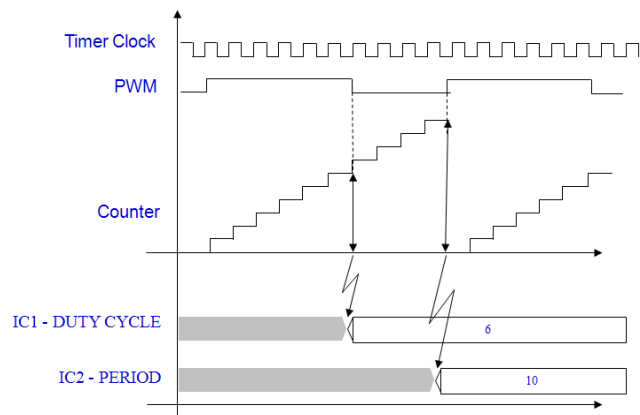 Timer Clock
PWM
Counter
IC1 - DUTY CYCLE
6
IC2 - PERIOD
10